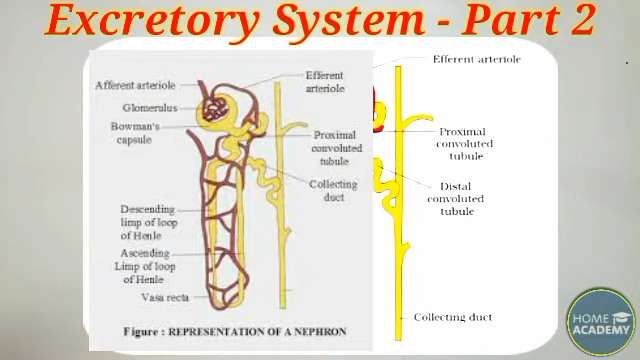 Excretory System - Part 2
Afferent arteriole
Glomerulus
Bowman's
capsule
Descending
limp of loop
of Henle
Ascending
Limp of loop
of Henle
Vasa recta
Efferent
arteriole
Proximal
convoluted
tubule
Collecting
duct
Figure : REPRESENTATION OF A NEPHRON
Efferent arteriole
Proximal
convoluted
tubule
Distal
convoluted
tubule
Collecting duct
HOME
ACADEMY